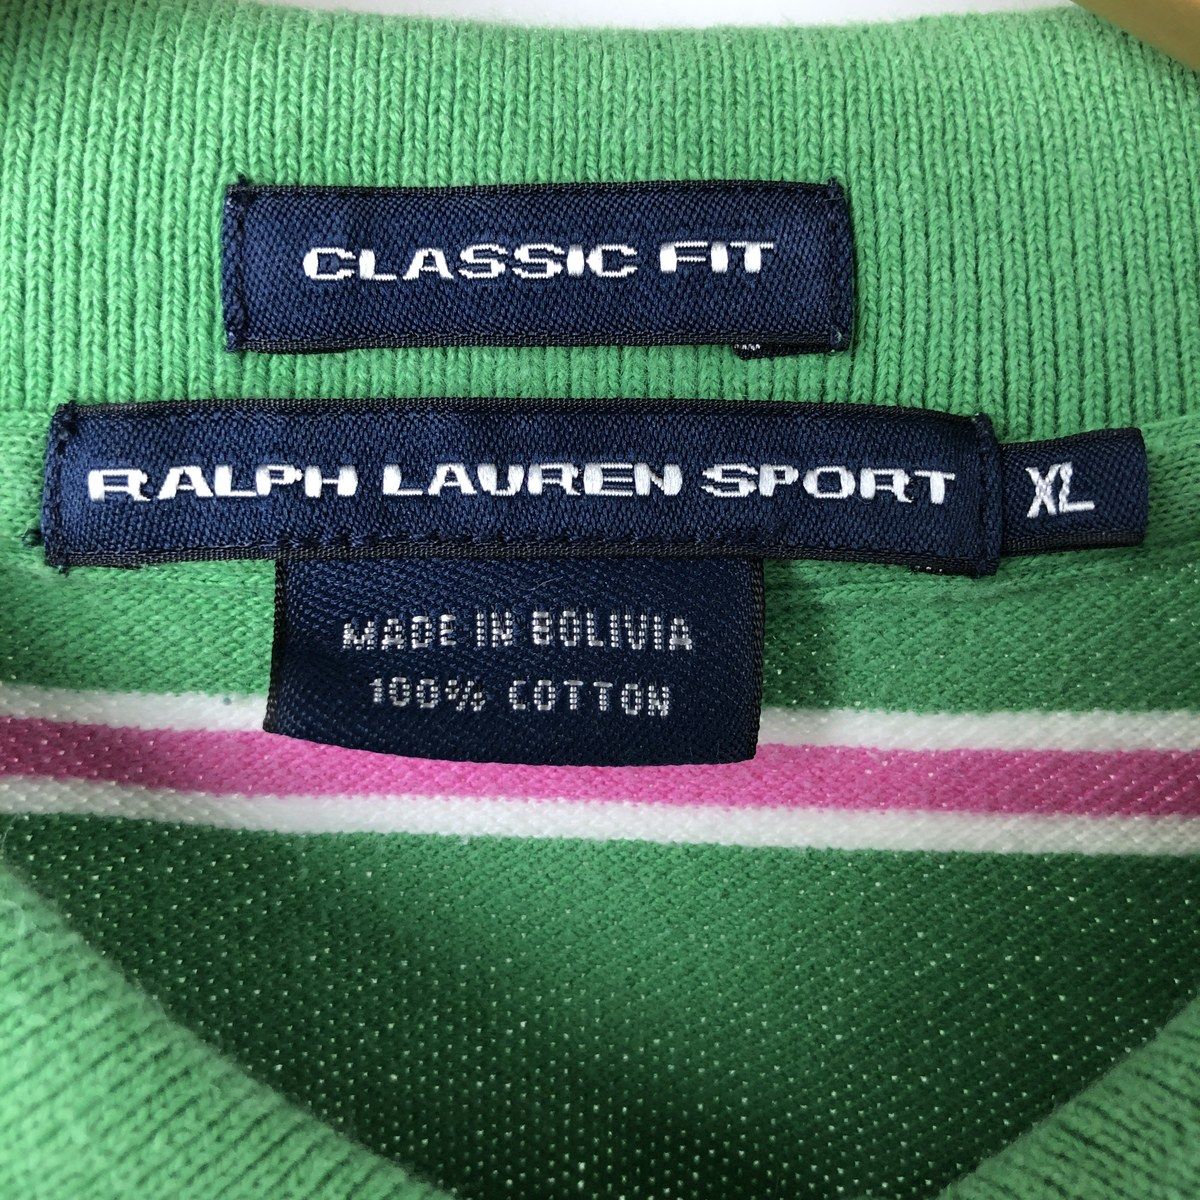 CLASSIC FIT
RALPH LAUREN SPORT XL
MADE IN BOLIVIA
100% COTTON